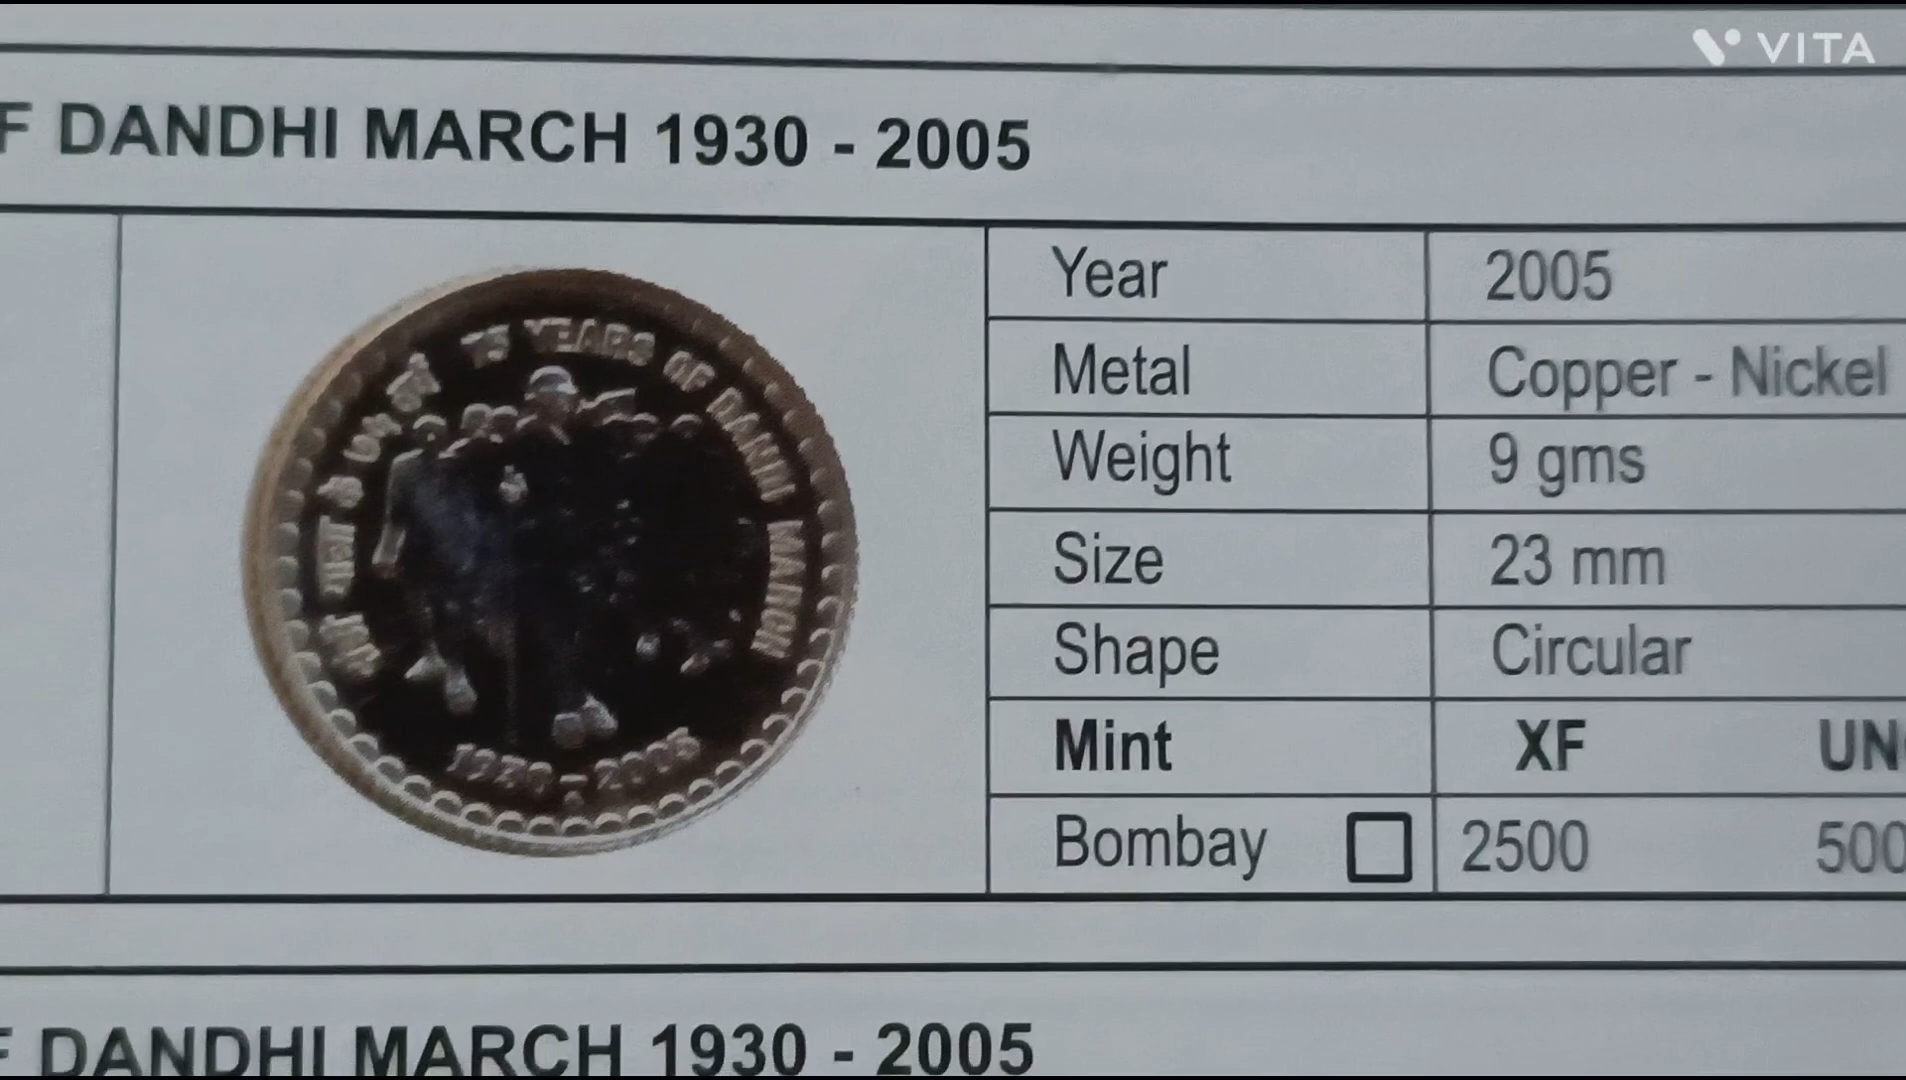 VITA
F DANDHI MARCH 1930 - 2005
75 YEARS OF DANDI MARCH
1930 - 2005
Year 2005
Metal Copper - Nickel
Weight 9 gms
Size 23 mm
Shape Circular
Mint XF UN
Bombay 2500 500
F DANDHI MARCH 1930 - 2005